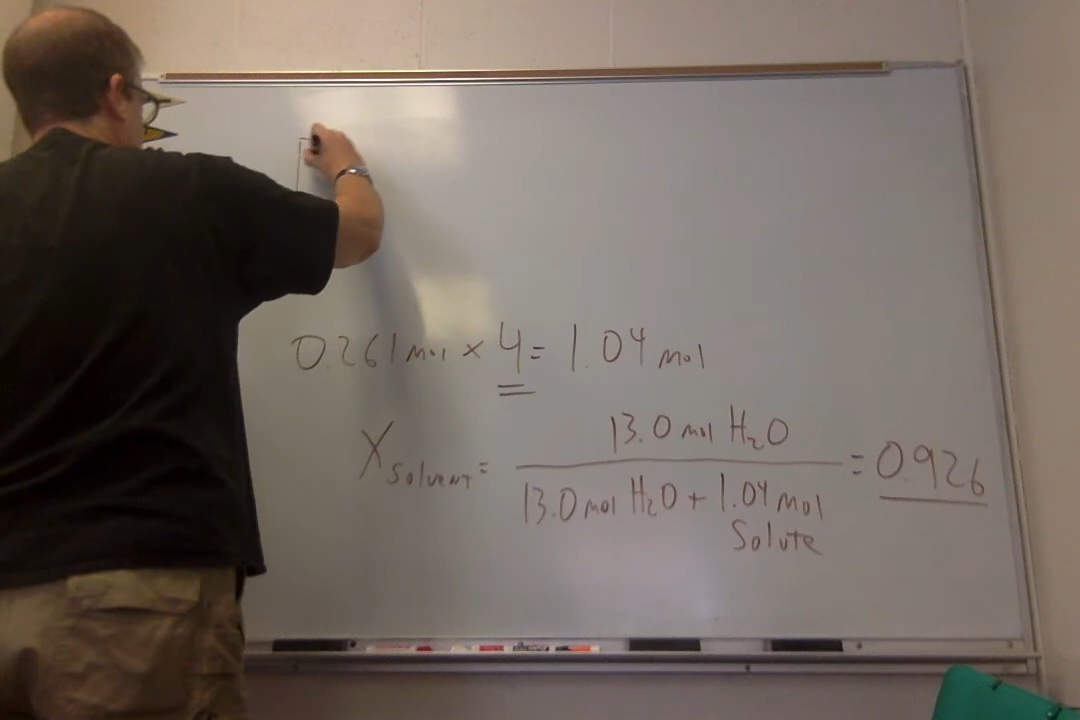 0.261 mol × 4 = 1.04 mol
X solvent = 13.0 mol H₂O / 13.0 mol H₂O + 1.04 mol Solute = 0.926